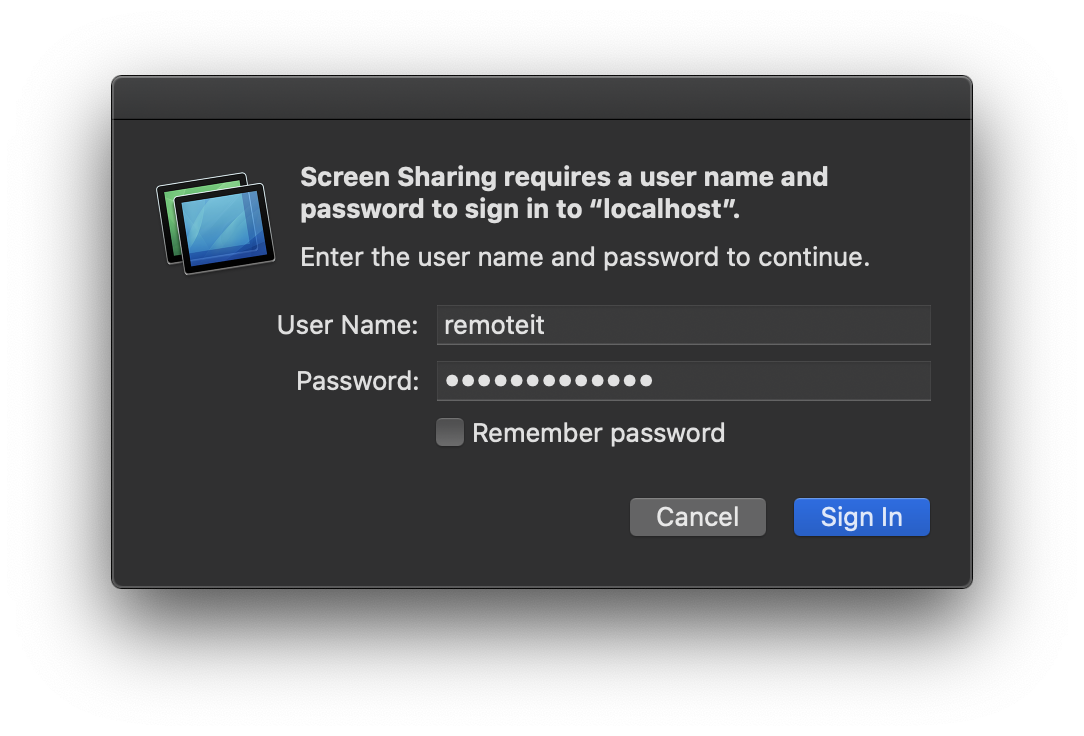 Screen Sharing requires a user name and
password to sign in to “localhost”.
Enter the user name and password to continue.
User Name: remoteit
Password: •••••••••••••
Remember password
Cancel Sign In